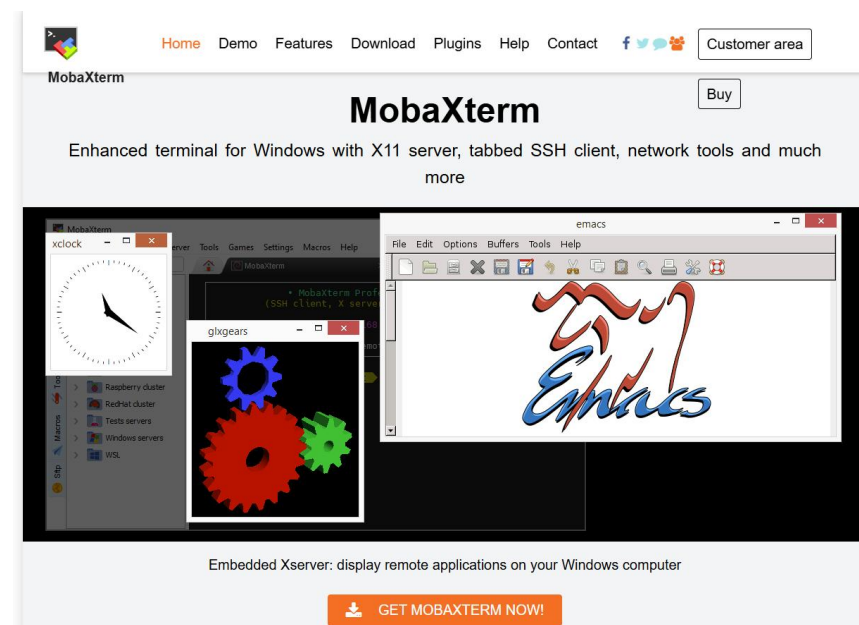 Home Demo Features Download Plugins Help Contact Customer area
MobaXterm
Buy
MobaXterm
Enhanced terminal for Windows with X11 server, tabbed SSH client, network tools and much
more
MobaXterm
xclock
Tools Games Settings Macros Help
MobaXterm
emacs
File Edit Options Buffers Tools Help
Emacs
(SSH client, X server
glxgears
Raspberry cluster
RedHat cluster
Tests servers
Windows servers
WSL
Macros
Sftp
Embedded Xserver: display remote applications on your Windows computer
GET MOBAXTERM NOW!